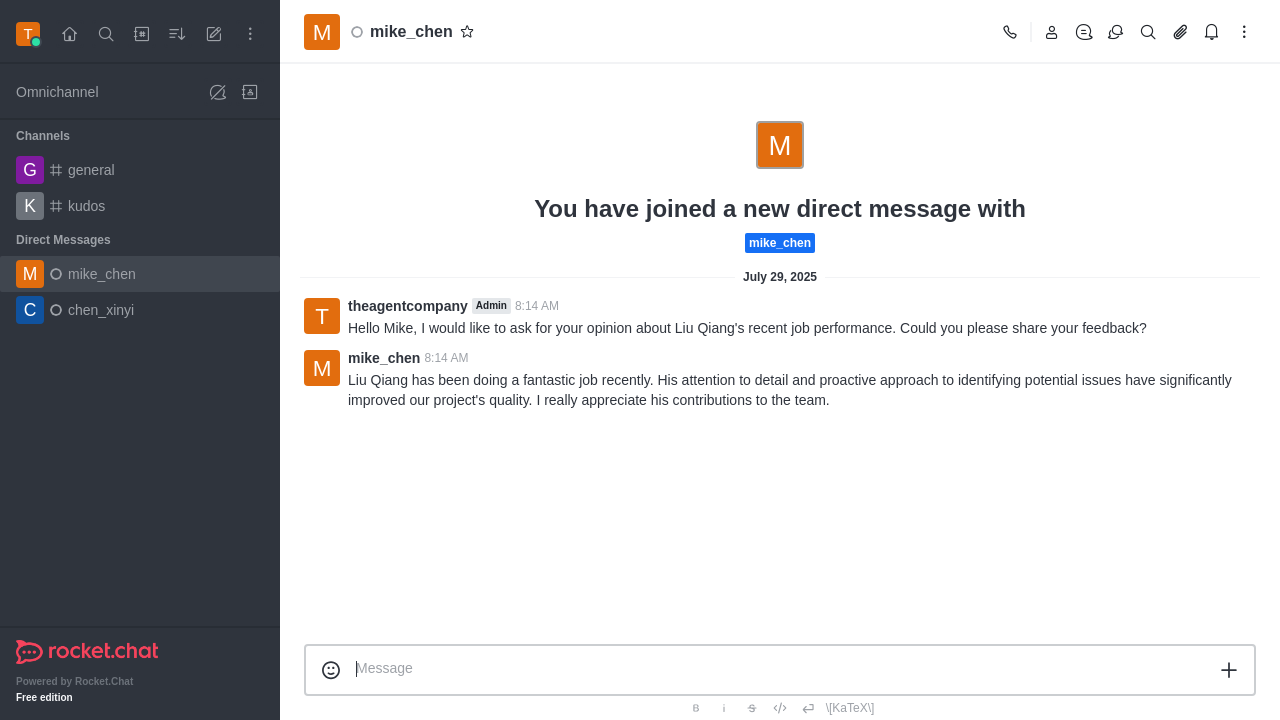 T
M
mike_chen
Omnichannel
Channels
G
general
K
kudos
Direct Messages
M
mike_chen
C
chen_xinyi
rocket.chat
Powered by Rocket.Chat
Free edition
M
You have joined a new direct message with
mike_chen
July 29, 2025
T
theagentcompany Admin 8:14 AM
Hello Mike, I would like to ask for your opinion about Liu Qiang's recent job performance. Could you please share your feedback?
M
mike_chen 8:14 AM
Liu Qiang has been doing a fantastic job recently. His attention to detail and proactive approach to identifying potential issues have significantly
improved our project's quality. I really appreciate his contributions to the team.
Message
B i S \[KaTeX\]